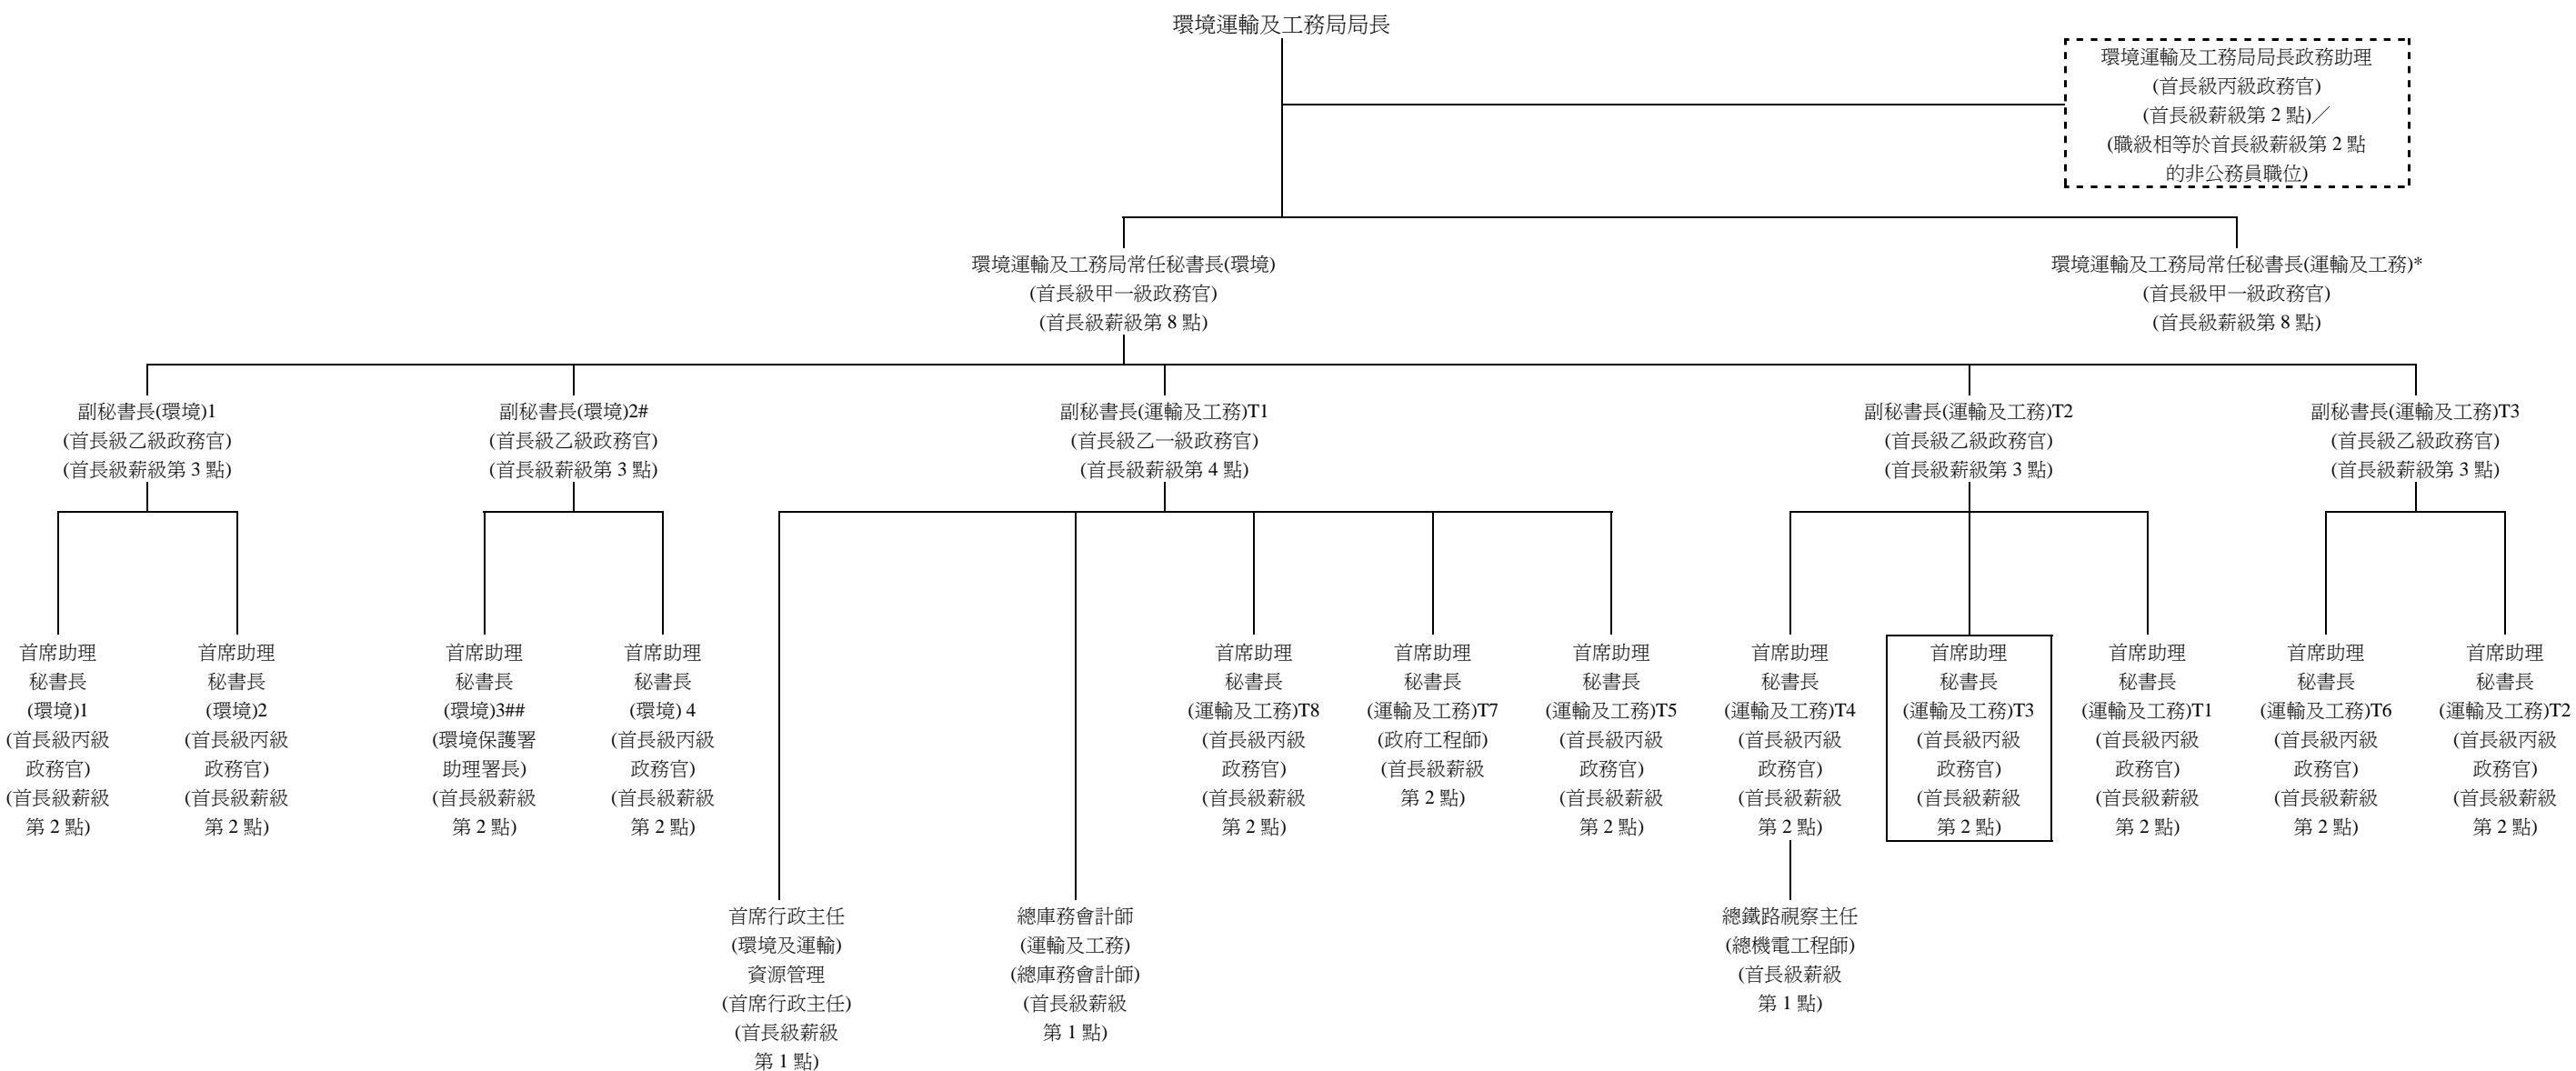 環境運輸及工務局局長
環境運輸及工務局局長政務助理
(首長級丙級政務官)
(首長級薪級第 2 點)／
(職級相等於首長級薪級第 2 點
的非公務員職位)
環境運輸及工務局常任秘書長(環境)
(首長級甲一級政務官)
(首長級薪級第 8 點)
環境運輸及工務局常任秘書長(運輸及工務)*
(首長級甲一級政務官)
(首長級薪級第 8 點)
副秘書長(環境)1
(首長級乙級政務官)
(首長級薪級第 3 點)
副秘書長(環境)2#
(首長級乙級政務官)
(首長級薪級第 3 點)
副秘書長(運輸及工務)T1
(首長級乙一級政務官)
(首長級薪級第 4 點)
副秘書長(運輸及工務)T2
(首長級乙級政務官)
(首長級薪級第 3 點)
副秘書長(運輸及工務)T3
(首長級乙級政務官)
(首長級薪級第 3 點)
首席助理
秘書長
(環境)1
(首長級丙級
政務官)
(首長級薪級
第 2 點)
首席助理
秘書長
(環境)2
(首長級丙級
政務官)
(首長級薪級
第 2 點)
首席助理
秘書長
(環境)3##
(環境保護署
助理署長)
(首長級薪級
第 2 點)
首席助理
秘書長
(環境) 4
(首長級丙級
政務官)
(首長級薪級
第 2 點)
首席助理
秘書長
(運輸及工務)T8
(首長級丙級
政務官)
(首長級薪級
第 2 點)
首席助理
秘書長
(運輸及工務)T7
(政府工程師)
(首長級薪級
第 2 點)
首席助理
秘書長
(運輸及工務)T5
(首長級丙級
政務官)
(首長級薪級
第 2 點)
首席助理
秘書長
(運輸及工務)T4
(首長級丙級
政務官)
(首長級薪級
第 2 點)
首席助理
秘書長
(運輸及工務)T3
(首長級丙級
政務官)
(首長級薪級
第 2 點)
首席助理
秘書長
(運輸及工務)T1
(首長級丙級
政務官)
(首長級薪級
第 2 點)
首席助理
秘書長
(運輸及工務)T6
(首長級丙級
政務官)
(首長級薪級
第 2 點)
首席助理
秘書長
(運輸及工務)T2
(首長級丙級
政務官)
(首長級薪級
第 2 點)
首席行政主任
(環境及運輸)
資源管理
(首席行政主任)
(首長級薪級
第 1 點)
總庫務會計師
(運輸及工務)
(總庫務會計師)
(首長級薪級
第 1 點)
總鐵路視察主任
(總機電工程師)
(首長級薪級
第 1 點)